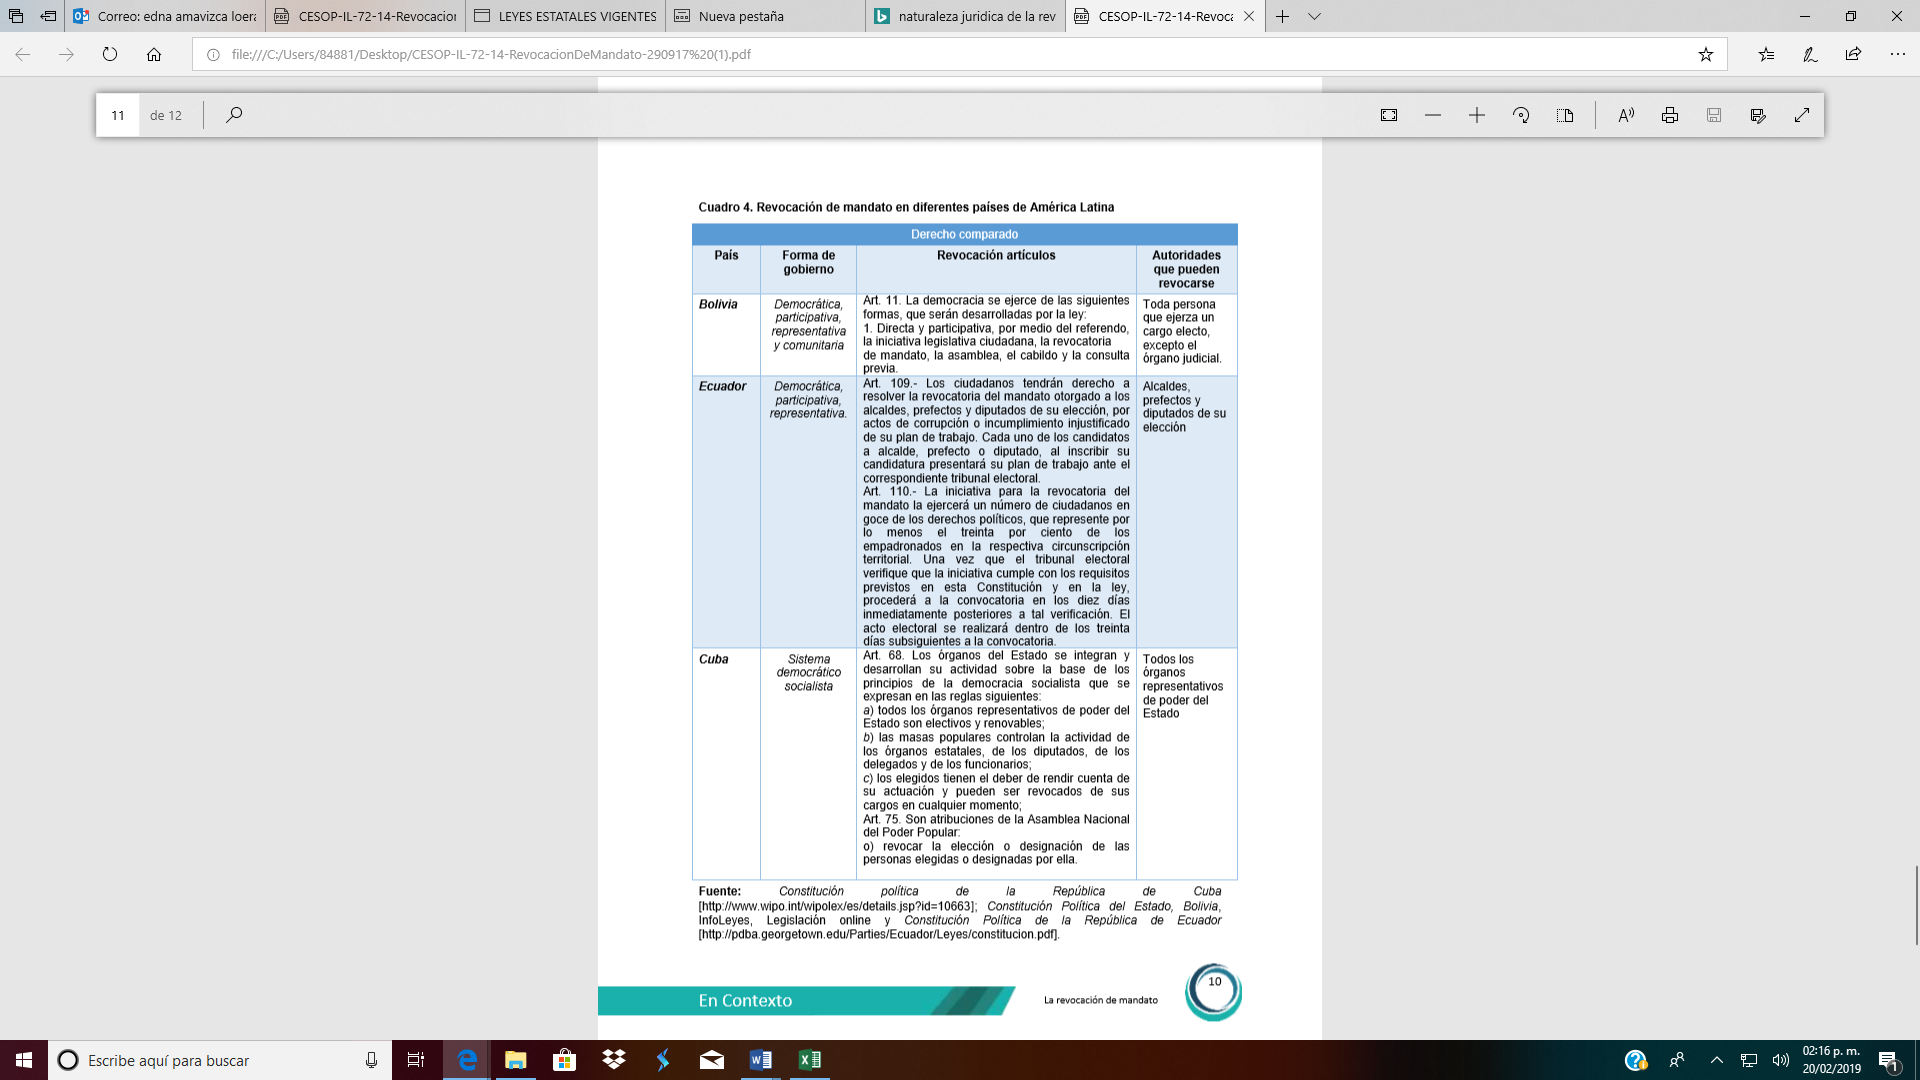 Correo: edna amavizca loera
CESOP-IL-72-14-Revocacion
LEYES ESTATALES VIGENTES
Nueva pestaña
naturaleza juridica de la rev
CESOP-IL-72-14-Revoca
file:///C:/Users/84881/Desktop/CESOP-IL-72-14-RevocacionDeMandato-290917%20(1).pdf
11 de 12
Cuadro 4. Revocación de mandato en diferentes países de América Latina
Derecho comparado
País
Forma de
gobierno
Revocación artículos
Autoridades
que pueden
revocarse
Bolivia
Democrática,
participativa,
representativa
y comunitaria
Art. 11. La democracia se ejerce de las siguientes
formas, que serán desarrolladas por la ley:
1. Directa y participativa, por medio del referendo,
la iniciativa legislativa ciudadana, la revocatoria
de mandato, la asamblea, el cabildo y la consulta
previa.
Toda persona
que ejerza un
cargo electo,
excepto el
órgano judicial.
Ecuador
Democrática,
participativa,
representativa.
Art. 109.- Los ciudadanos tendrán derecho a
resolver la revocatoria del mandato otorgado a los
alcaldes, prefectos y diputados de su elección, por
actos de corrupción o incumplimiento injustificado
de su plan de trabajo. Cada uno de los candidatos
a alcalde, prefecto o diputado, al inscribir su
candidatura presentará su plan de trabajo ante el
correspondiente tribunal electoral.
Art. 110.- La iniciativa para la revocatoria del
mandato la ejercerá un número de ciudadanos en
goce de los derechos políticos, que represente por
lo menos el treinta por ciento de los
empadronados en la respectiva circunscripción
territorial. Una vez que el tribunal electoral
verifique que la iniciativa cumple con los requisitos
previstos en esta Constitución y en la ley,
procederá a la convocatoria en los diez días
inmediatamente posteriores a tal verificación. El
acto electoral se realizará dentro de los treinta
días subsiguientes a la convocatoria.
Alcaldes,
prefectos y
diputados de su
elección
Cuba
Sistema
democrático
socialista
Art. 68. Los órganos del Estado se integran y
desarrollan su actividad sobre la base de los
principios de la democracia socialista que se
expresan en las reglas siguientes:
a) todos los órganos representativos de poder del
Estado son electivos y renovables;
b) las masas populares controlan la actividad de
los órganos estatales, de los diputados, de los
delegados y de los funcionarios;
c) los elegidos tienen el deber de rendir cuenta de
su actuación y pueden ser revocados de sus
cargos en cualquier momento;
Art. 75. Son atribuciones de la Asamblea Nacional
del Poder Popular:
o) revocar la elección o designación de las
personas elegidas o designadas por ella.
Todos los
órganos
representativos
de poder del
Estado
Fuente: Constitución política de la República de Cuba
[http://www.wipo.int/wipolex/es/details.jsp?id=10663]; Constitución Política del Estado, Bolivia,
InfoLeyes, Legislación online y Constitución Política de la República de Ecuador
[http://pdba.georgetown.edu/Parties/Ecuador/Leyes/constitucion.pdf].
En Contexto
La revocación de mandato
10
Escribe aquí para buscar
02:16 p. m.
20/02/2019
1